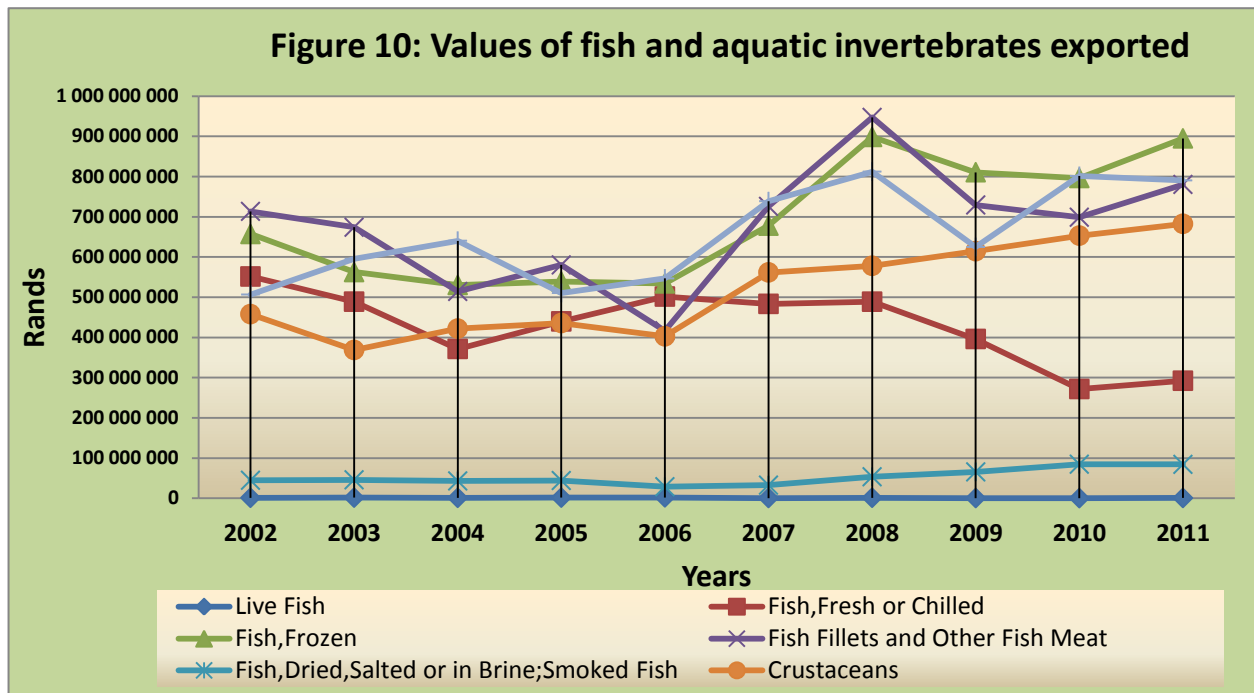 Figure 10: Values of fish and aquatic invertebrates exported
Rands
1 000 000 000
900 000 000
800 000 000
700 000 000
600 000 000
500 000 000
400 000 000
300 000 000
200 000 000
100 000 000
0
2002 2003 2004 2005 2006 2007 2008 2009 2010 2011
Years
Live Fish Fish,Fresh or Chilled
Fish,Frozen Fish Fillets and Other Fish Meat
Fish,Dried,Salted or in Brine;Smoked Fish Crustaceans